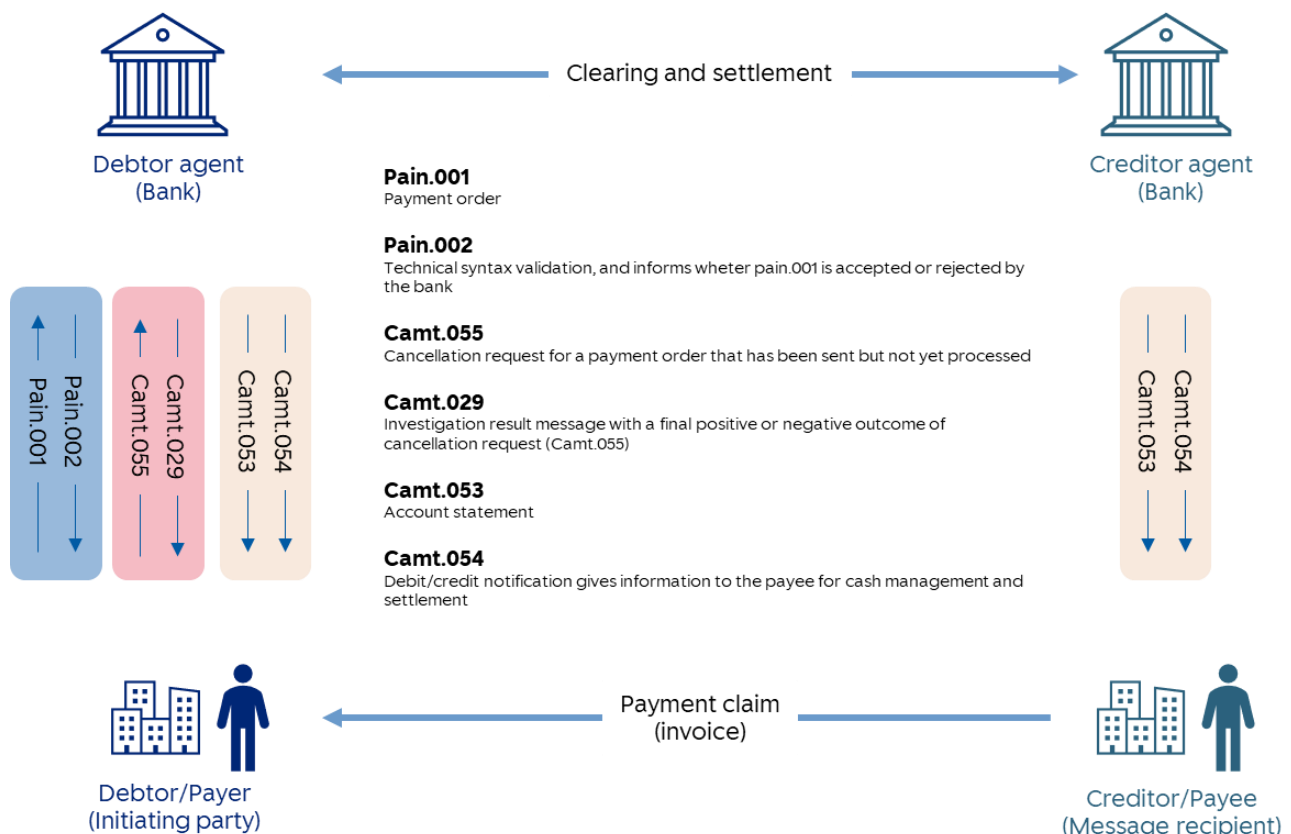 Clearing and settlement
Debtor agent
(Bank)
Creditor agent
(Bank)
Pain.001
Payment order
Pain.002
Technical syntax validation, and informs wheter pain.001 is accepted or rejected by
the bank
Camt.055
Cancellation request for a payment order that has been sent but not yet processed
Camt.029
Investigation result message with a final positive or negative outcome of
cancellation request (Camt.055)
Camt.053
Account statement
Camt.054
Debit/credit notification gives information to the payee for cash management and
settlement
Pain.001
Pain.002
Camt.055
Camt.029
Camt.053
Camt.054
Camt.053
Camt.054
Payment claim
(invoice)
Debtor/Payer
(Initiating party)
Creditor/Payee
(Message recipient)